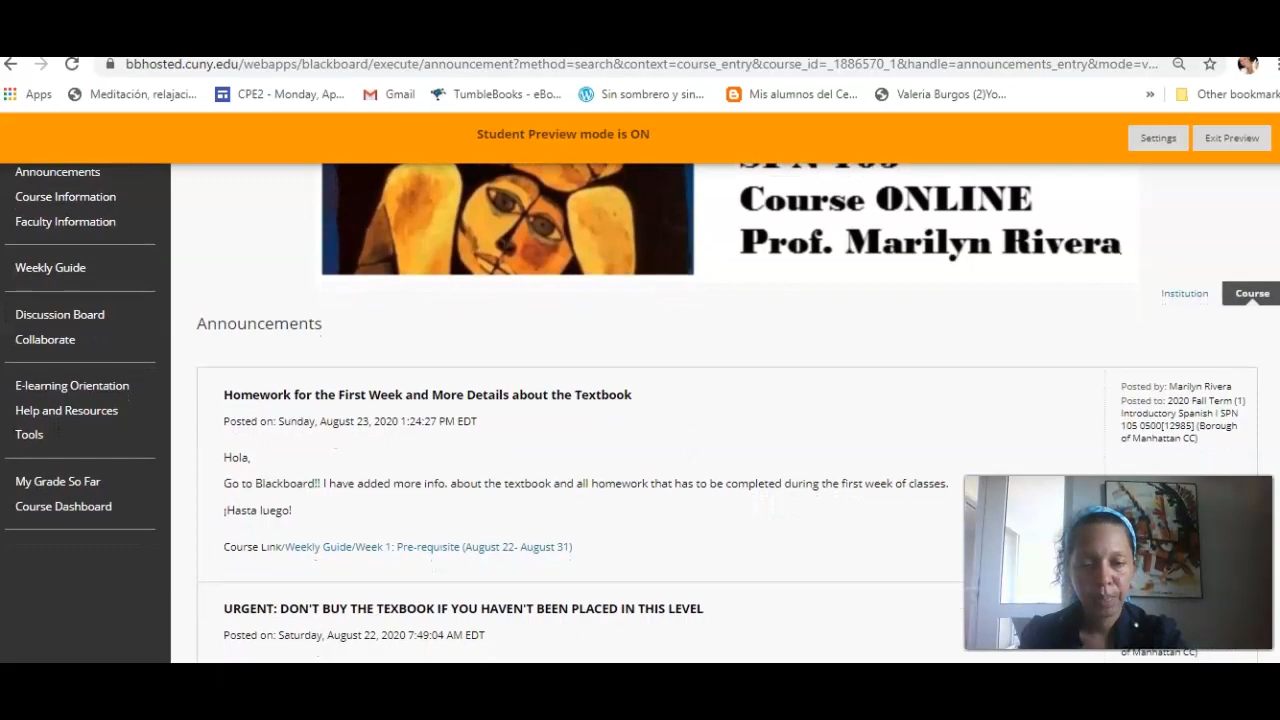 bbhosted.cuny.edu/webapps/blackboard/execute/announcement?method=search&context=course_entry&course_id=_1886570_1&handle=announcements_entry&mode=v...
Apps Meditación, relajaci... CPE2 - Monday, Ap... Gmail TumbleBooks - eBo... Sin sombrero y sin... Mis alumnos del Ce... Valeria Burgos (2)Yo... » Other bookmark
Student Preview mode is ON
Settings Exit Preview
Announcements
Course Information
Faculty Information
Weekly Guide
Discussion Board
Collaborate
E-learning Orientation
Help and Resources
Tools
My Grade So Far
Course Dashboard
Course ONLINE
Prof. Marilyn Rivera
Institution Course
Announcements
Homework for the First Week and More Details about the Textbook
Posted on: Sunday, August 23, 2020 1:24:27 PM EDT
Hola,
Go to Blackboard!! I have added more info. about the textbook and all homework that has to be completed during the first week of classes.
¡Hasta luego!
Course Link/Weekly Guide/Week 1: Pre-requisite (August 22- August 31)
Posted by: Marilyn Rivera
Posted to: 2020 Fall Term (1)
Introductory Spanish I SPN
105 0500[12985] (Borough
of Manhattan CC)
URGENT: DON'T BUY THE TEXBOOK IF YOU HAVEN'T BEEN PLACED IN THIS LEVEL
Posted on: Saturday, August 22, 2020 7:49:04 AM EDT
of Manhattan CC)